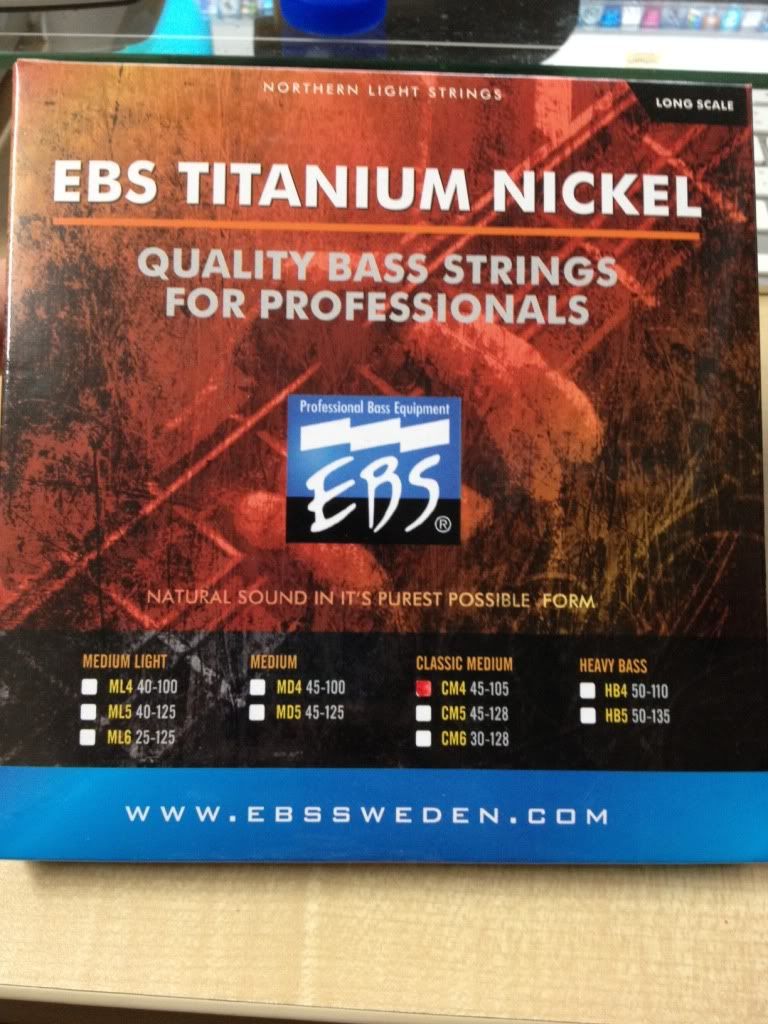 NORTHERN LIGHT STRINGS
LONG SCALE
EBS TITANIUM NICKEL
QUALITY BASS STRINGS
FOR PROFESSIONALS
Professional Bass Equipment
EBS®
NATURAL SOUND IN IT'S PUREST POSSIBLE FORM
MEDIUM LIGHT
ML4 40-100
ML5 40-125
ML6 25-125
MEDIUM
MD4 45-100
MD5 45-125
CLASSIC MEDIUM
CM4 45-105
CM5 45-128
CM6 30-128
HEAVY BASS
HB4 50-110
HB5 50-135
WWW.EBSSWEDEN.COM